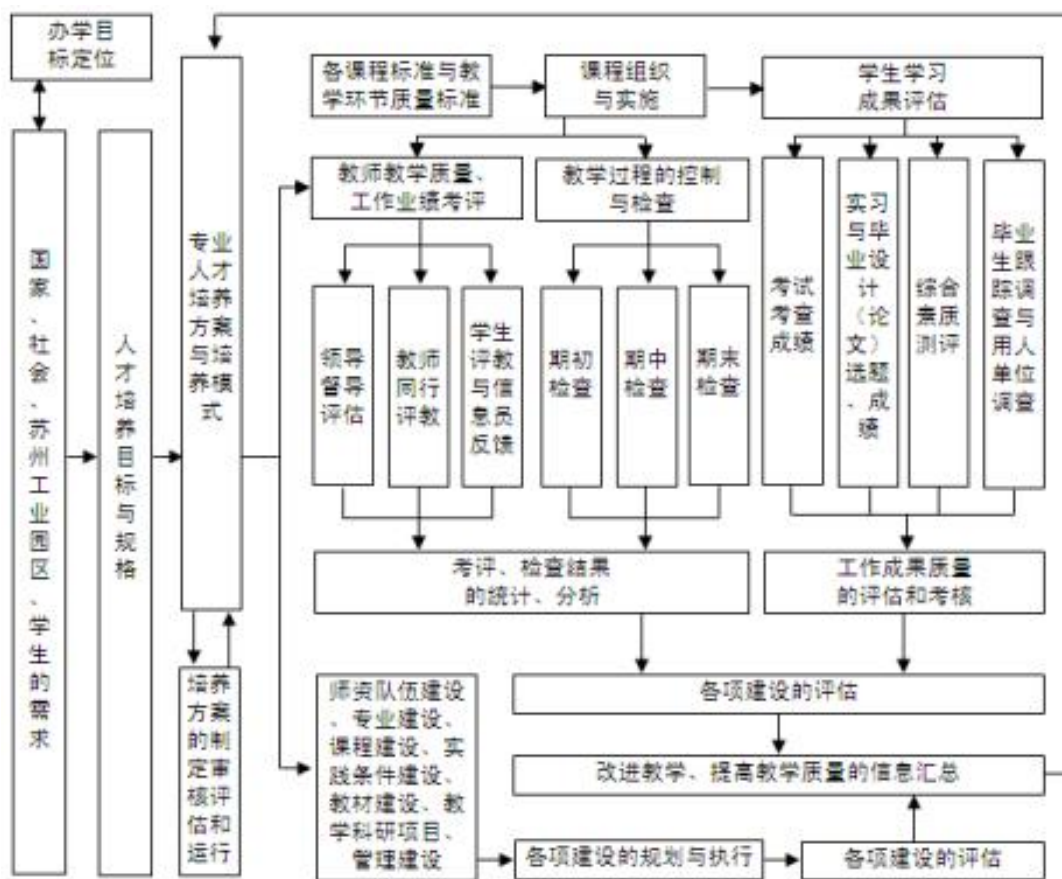 办学目
标定位
国家、社会、苏州工业园区、学生的需求
人才培养目标与规格
专业
人才
培养
方案
与培
养模
式
培养
方案
的制
定审
核评
估和
运行
各课程标准与教
学环节质量标准
课程组织
与实施
学生学习
成果评估
教师教学质量、
工作业绩考评
教学过程的控制
与检查
领导
督导
评估
教师
同行
评教
学生
评教
与信
息员
反馈
期初
检查
期中
检查
期末
检查
考试
考查
成绩
实习
与毕
业设
计
（论
文）
选题
、成
绩
综合
素质
测评
毕业
生跟
踪调
查与
用人
单位
调查
考评、检查结果
的统计、分析
工作成果质量
的评估和考核
师资队伍建设
、专业建设、
课程建设、实
践条件建设、
教材建设、教
学科研项目、
管理建设
各项建设的评估
改进教学、提高教学质量的信息汇总
各项建设的规划与执行
各项建设的评估